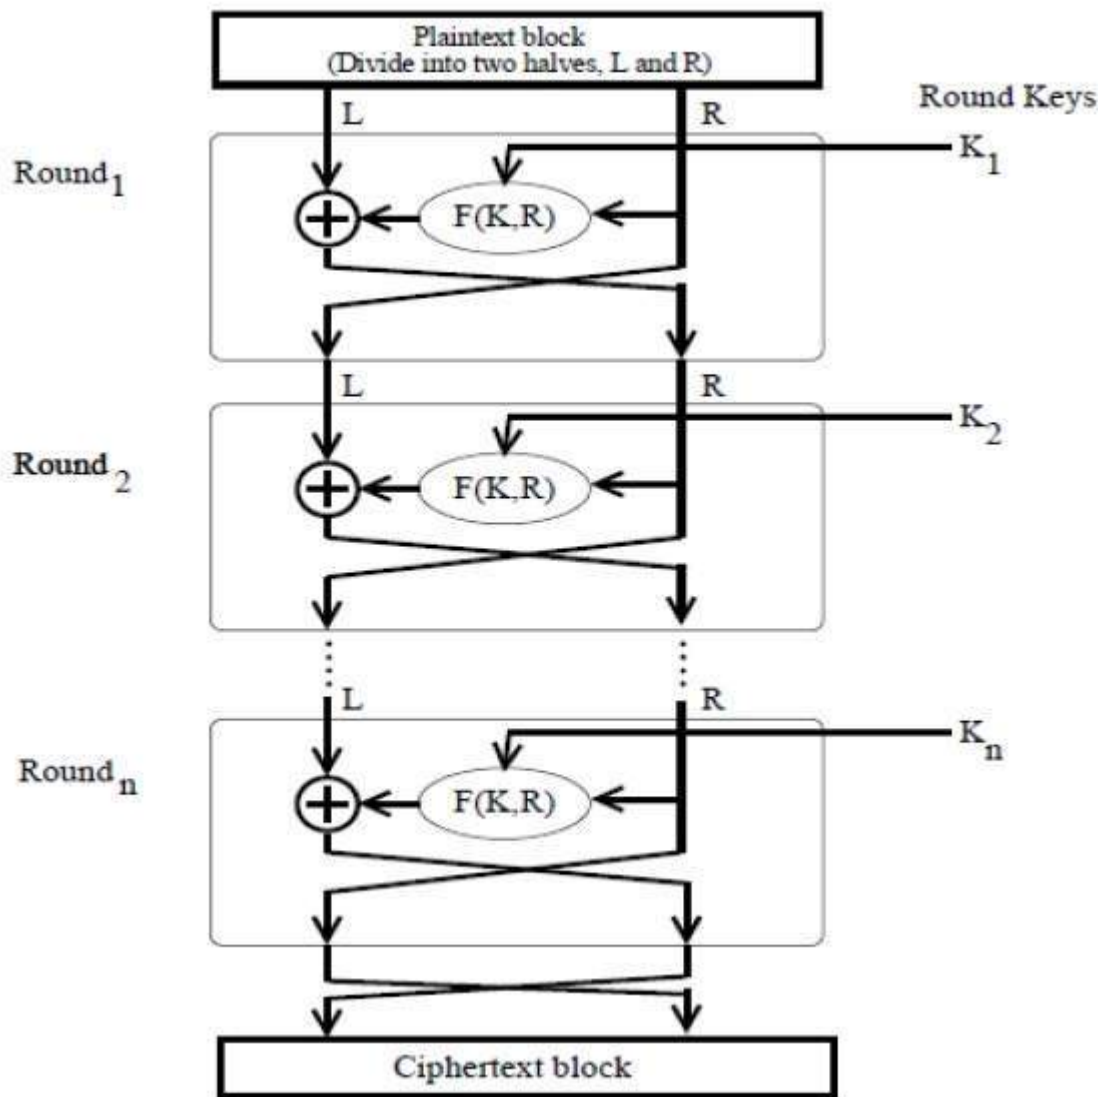 Plaintext block
(Divide into two halves, L and R)
Round Keys
L
R
K1
Round1
F(K,R)
L
R
K2
Round2
F(K,R)
L
R
Kn
Roundn
F(K,R)
Ciphertext block